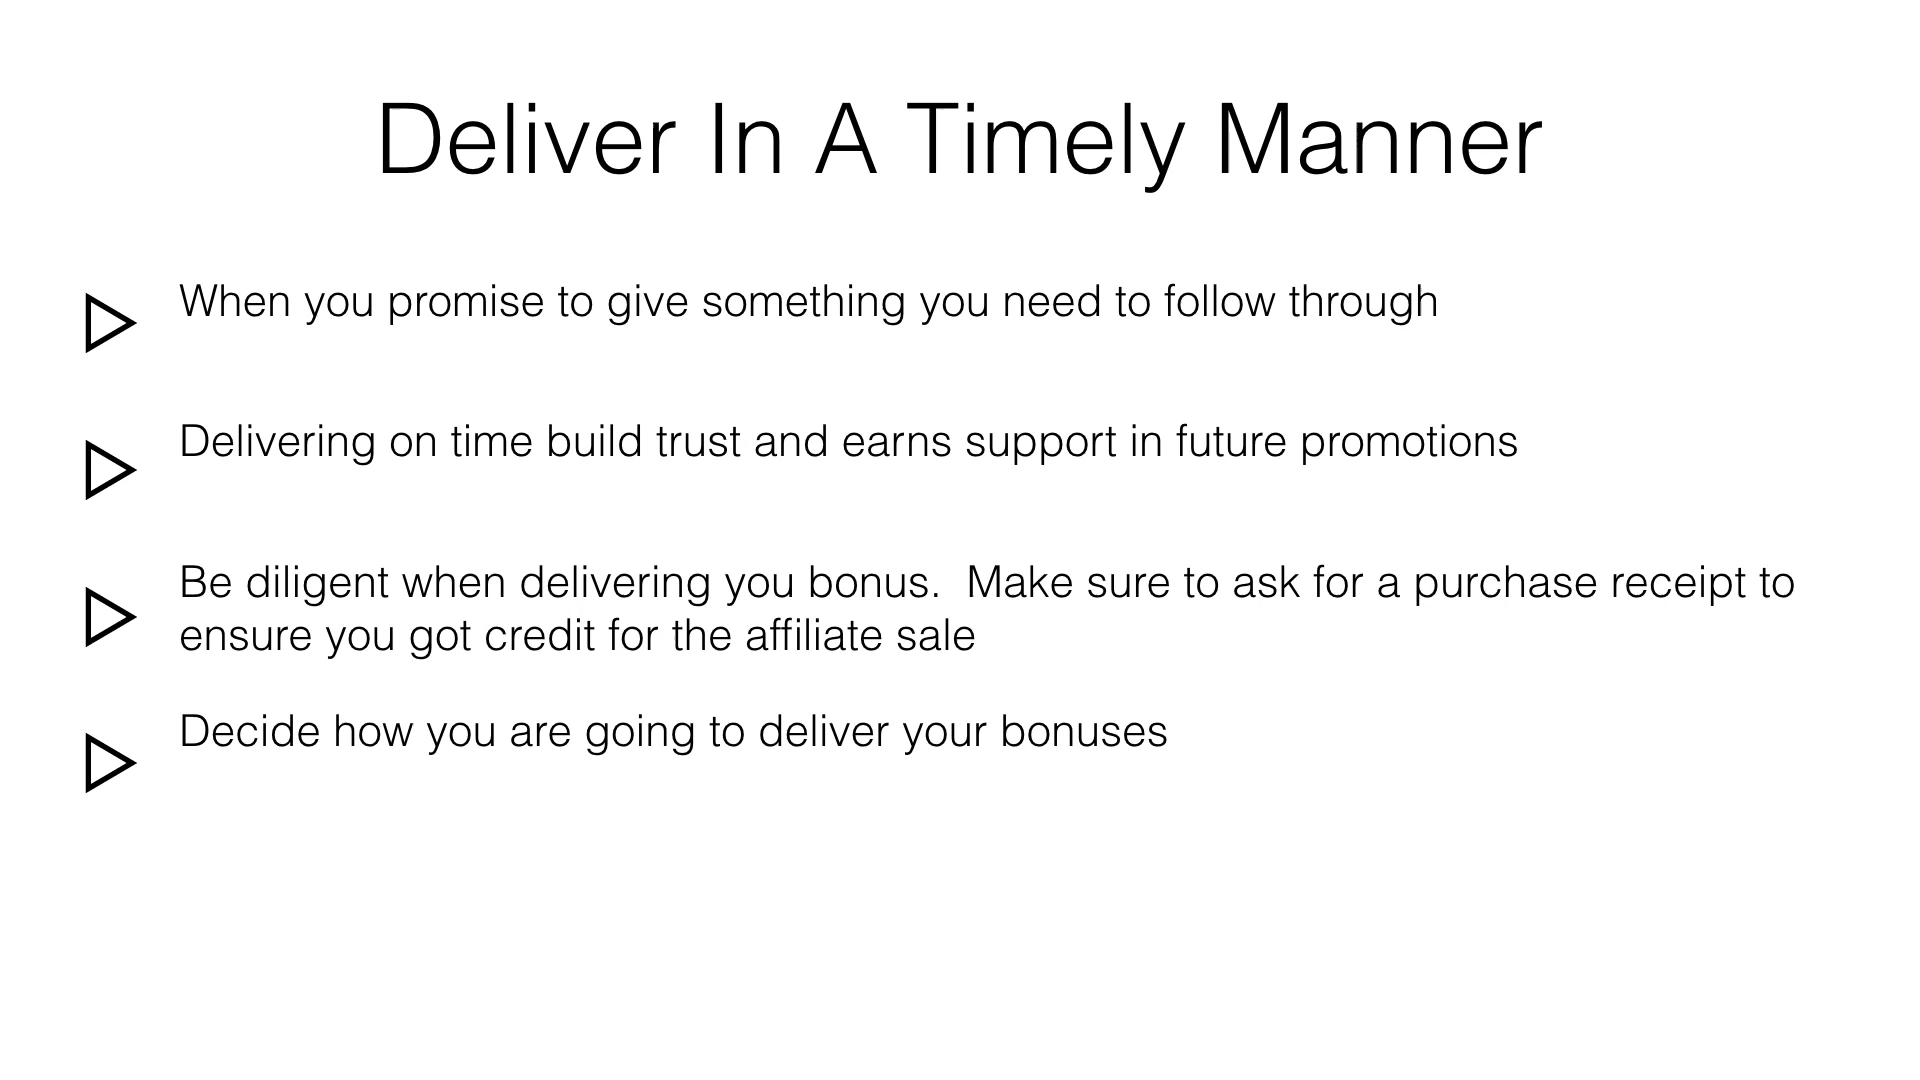 Deliver In A Timely Manner
When you promise to give something you need to follow through
Delivering on time build trust and earns support in future promotions
Be diligent when delivering you bonus.  Make sure to ask for a purchase receipt to
ensure you got credit for the affiliate sale
Decide how you are going to deliver your bonuses